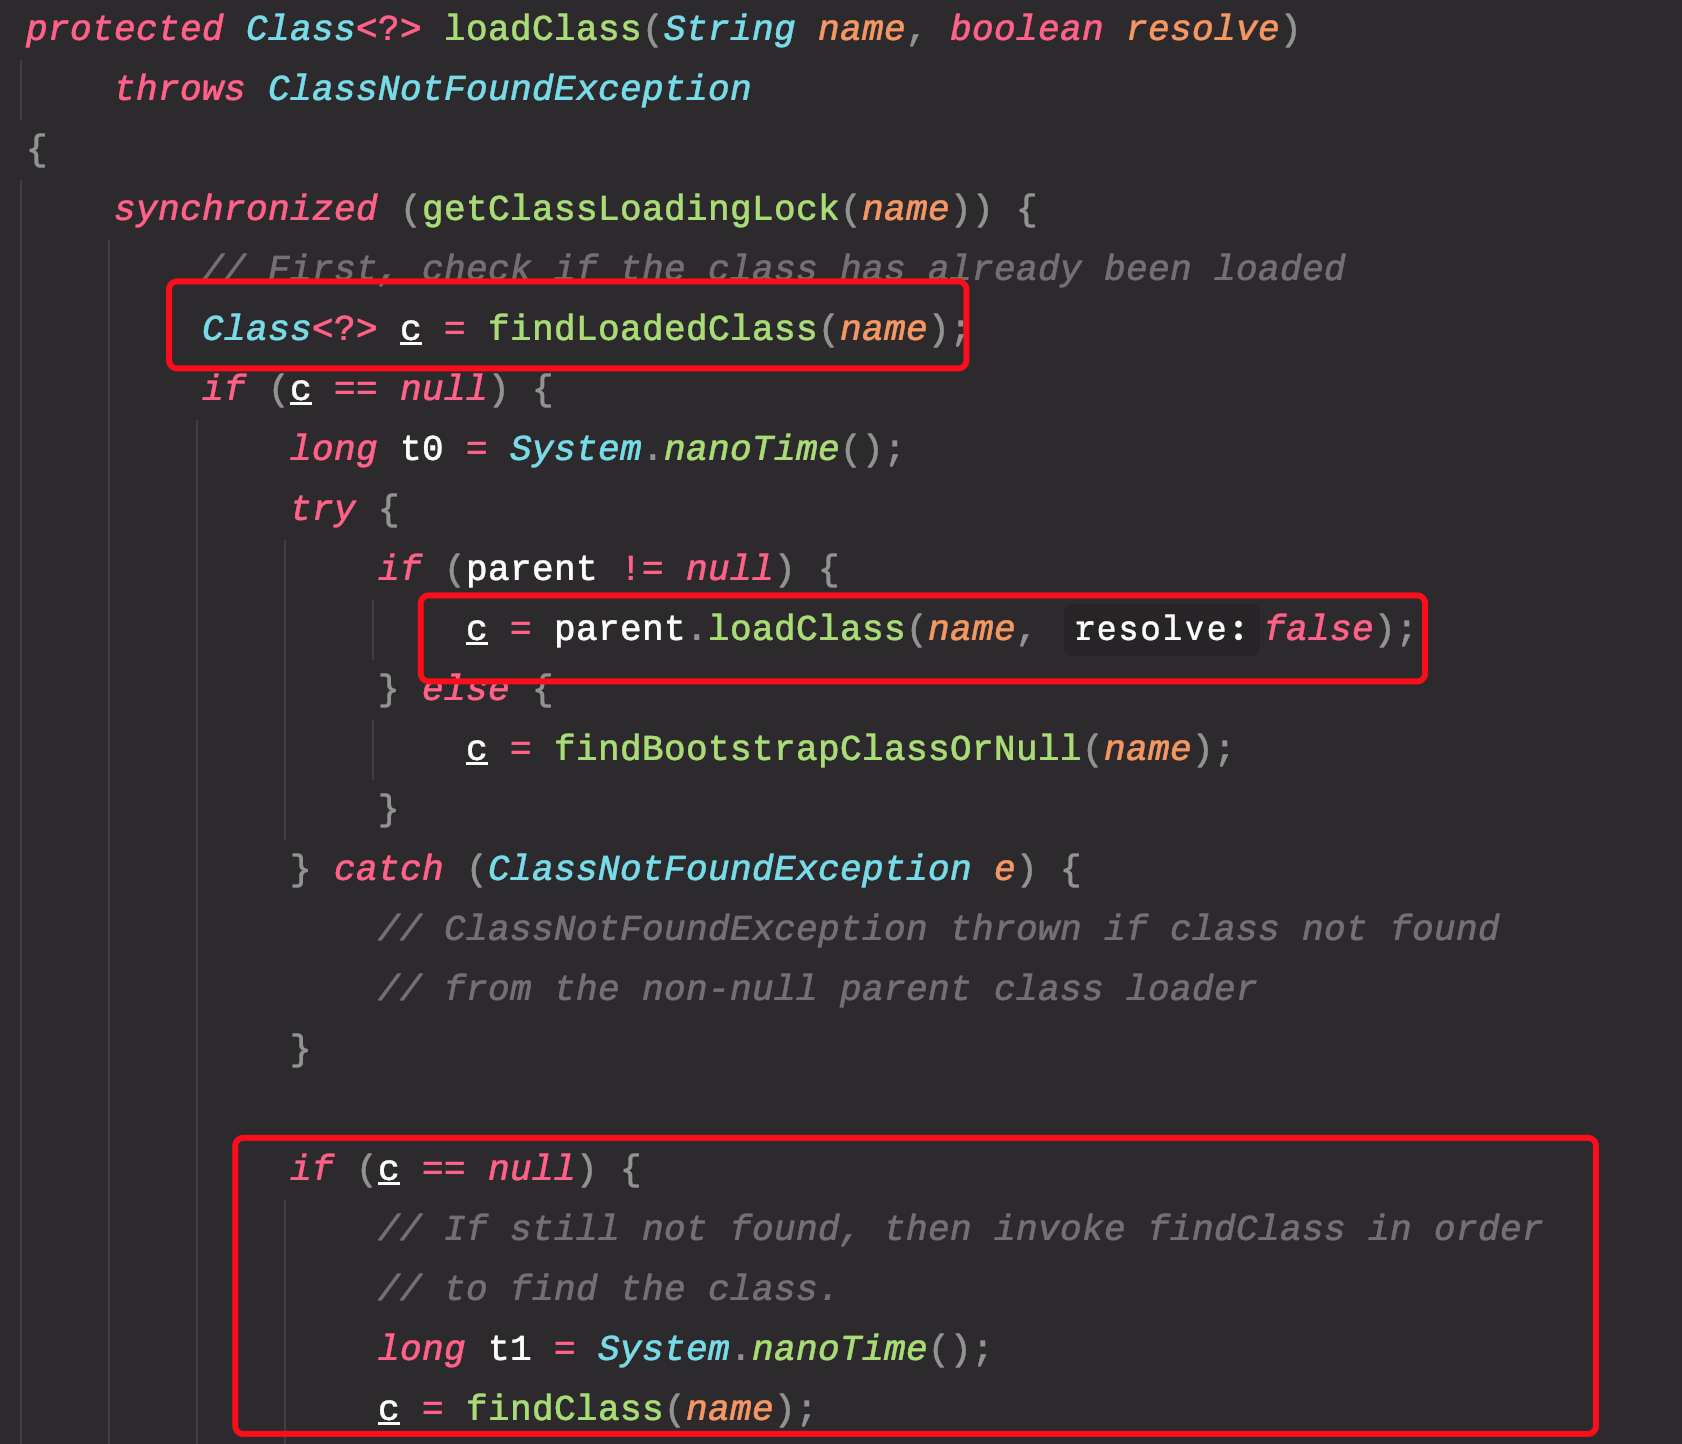 protected Class<?> loadClass(String name, boolean resolve)
throws ClassNotFoundException
{
synchronized (getClassLoadingLock(name)) {
// First, check if the class has already been loaded
Class<?> c = findLoadedClass(name);
if (c == null) {
long t0 = System.nanoTime();
try {
if (parent != null) {
c = parent.loadClass(name, resolve: false);
} else {
c = findBootstrapClassOrNull(name);
}
} catch (ClassNotFoundException e) {
// ClassNotFoundException thrown if class not found
// from the non-null parent class loader
}
if (c == null) {
// If still not found, then invoke findClass in order
// to find the class.
long t1 = System.nanoTime();
c = findClass(name);